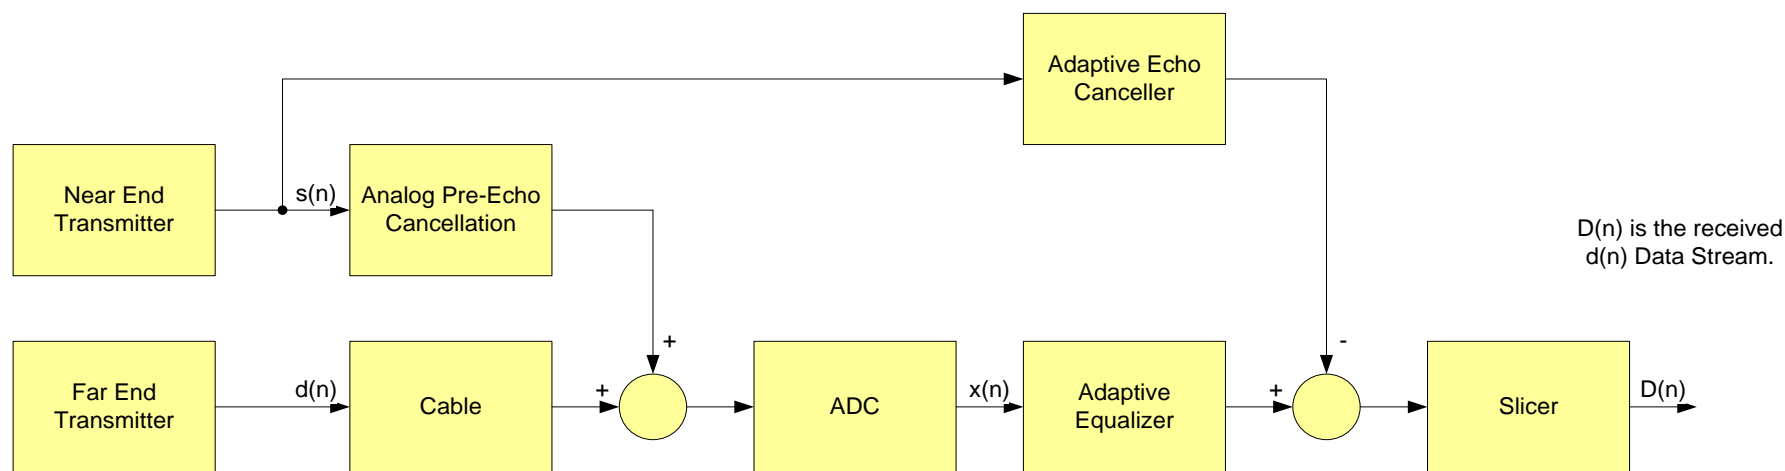 Adaptive Echo
Canceller
Near End
Transmitter
s(n)
Analog Pre-Echo
Cancellation
D(n) is the received
d(n) Data Stream.
+
-
Far End
Transmitter
d(n)
Cable
+
ADC
x(n)
Adaptive
Equalizer
+
Slicer
D(n)